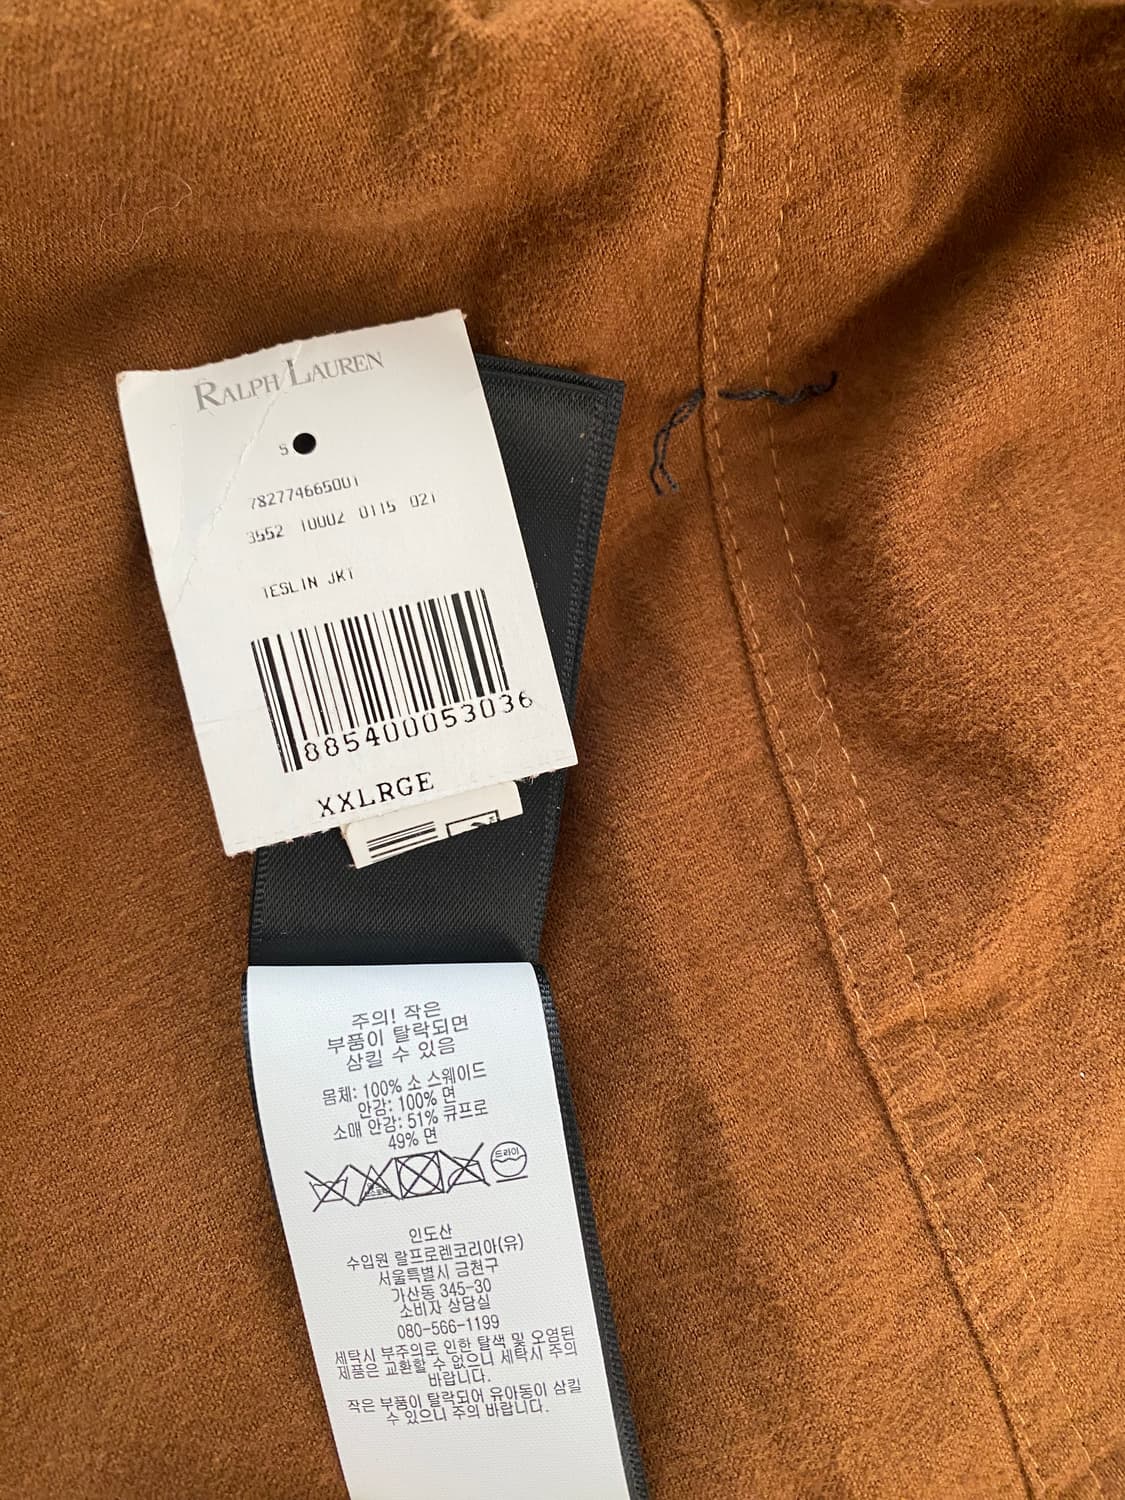 RALPH LAUREN
S
782774665001
3552 10002 0115 021
TESLIN JKT
885400053036
XXLRGE
주의! 작은
부품이 탈락되면
삼킬 수 있음
몸체: 100% 소 스웨이드
안감: 100% 면
소매 안감: 51% 큐프로
49% 면
드라이
인도산
수입원 랄프로렌코리아(유)
서울특별시 금천구
가산동 345-30
소비자 상담실
080-566-1199
세탁시 부주의로 인한 탈색 및 오염된
제품은 교환할 수 없으니 세탁시 주의
바랍니다.
작은 부품이 탈락되어 유아동이 삼킬
수 있으니 주의 바랍니다.